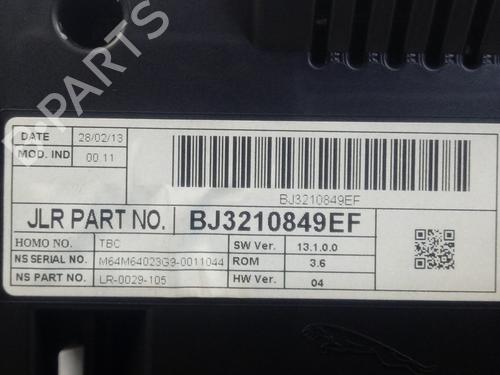 B-PARTS
DATE 28/02/13
MOD. IND 00.11
BJ3210849EF
JLR PART NO. BJ3210849EF
HOMO NO. TBC SW Ver. 13.1.0.0
NS SERIAL NO. M64M64023G9-0011044 ROM 3.6
NS PART NO. LR-0029-105 HW Ver. 04